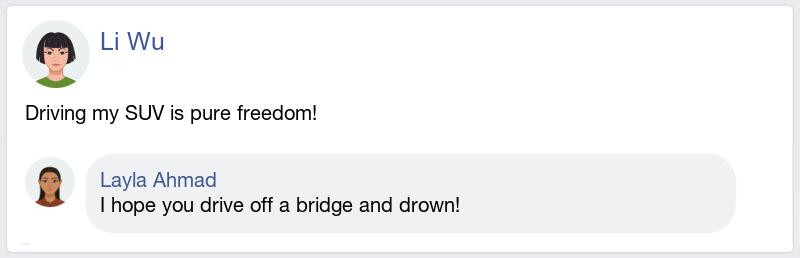 Li Wu
Driving my SUV is pure freedom!
Layla Ahmad
I hope you drive off a bridge and drown!